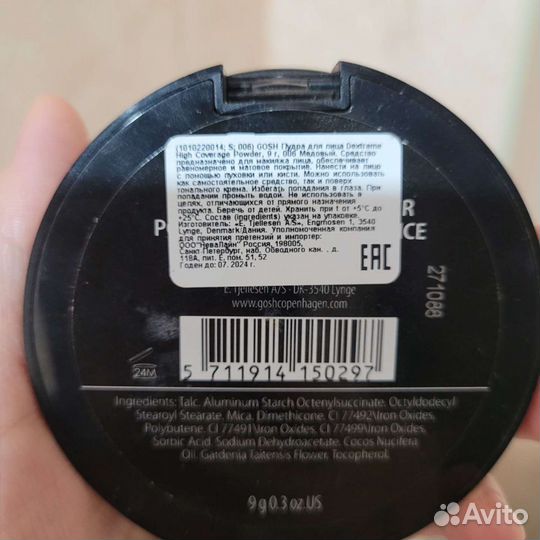 (1010220014; S; 006) GOSH Пудра для лица Dextreme
High Coverage Powder, 9 г, 006 Медовый. Средство
предназначено для макияжа лица, обеспечивает
равномерное и матовое покрытие. Нанести на лицо
с помощью пуховки или кисти. Можно использовать
как самостоятельное средство, так и поверх
тонального крема. Избегать попадания в глаза. При
попадании промыть водой. Не использовать в
целях, отличающихся от прямого назначения
продукта. Беречь от детей. Хранить при t от +5°C до
+25°C. Состав (Ingredients) указан на упаковке.
Изготовитель: «E. Tjellesen A/S», Engmosen 1, 3540
Lynge, Denmark/Дания. Уполномоченная компания
для принятия претензий и импортер:
ООО "НеваЛайн" Россия, 198005,
Санкт Петербург, наб. Обводного кан. , д.
118А, лит. Е, пом. 51, 52
Годен до: 07. 2024 г.
EAC
R
P
CE
271088
E. Tjellesen A/S · DK-3540 Lynge
www.goshcopenhagen.com
24M
5 711914 150297
Ingredients: Talc, Aluminum Starch Octenylsuccinate, Octyldodecyl
Stearoyl Stearate, Mica, Dimethicone, CI 77492\Iron Oxides,
Polybutene, CI 77491\Iron Oxides, CI 77499\Iron Oxides,
Sorbic Acid, Sodium Dehydroacetate, Cocos Nucifera
Oil, Gardenia Taitensis Flower, Tocopherol.
9 g 0.3 oz.US
Avito